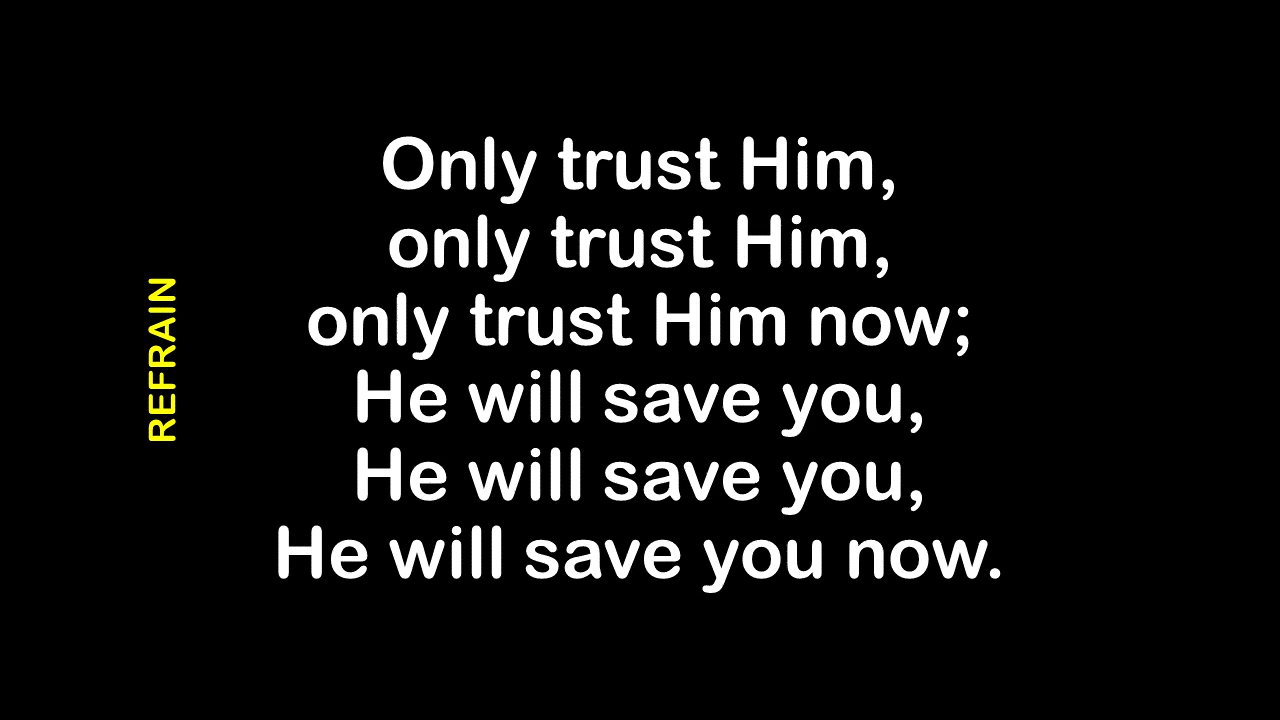 REFRAIN
Only trust Him,
only trust Him,
only trust Him now;
He will save you,
He will save you,
He will save you now.